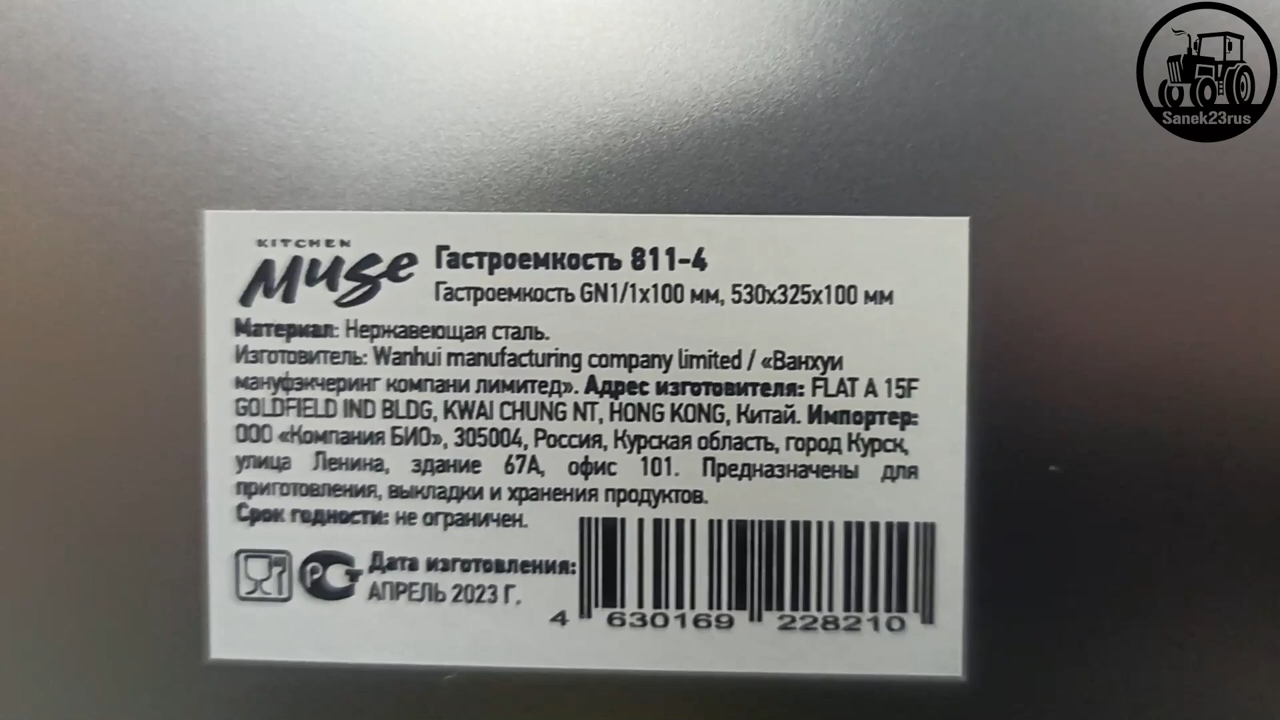 Sanek23rus
KITCHEN
Muse
Гастроемкость 811-4
Гастроемкость GN1/1x100 мм, 530x325x100 мм
Материал: Нержавеющая сталь.
Изготовитель: Wanhui manufacturing company limited / «Ванхуи
мануфэкчеринг компани лимитед». Адрес изготовителя: FLAT A 15F
GOLDFIELD IND BLDG, KWAI CHUNG NT, HONG KONG, Китай. Импортер:
ООО «Компания БИО», 305004, Россия, Курская область, город Курск,
улица Ленина, здание 67А, офис 101. Предназначены для
приготовления, выкладки и хранения продуктов.
Срок годности: не ограничен.
РСТ
Дата изготовления:
АПРЕЛЬ 2023 Г.
4 630169 228210